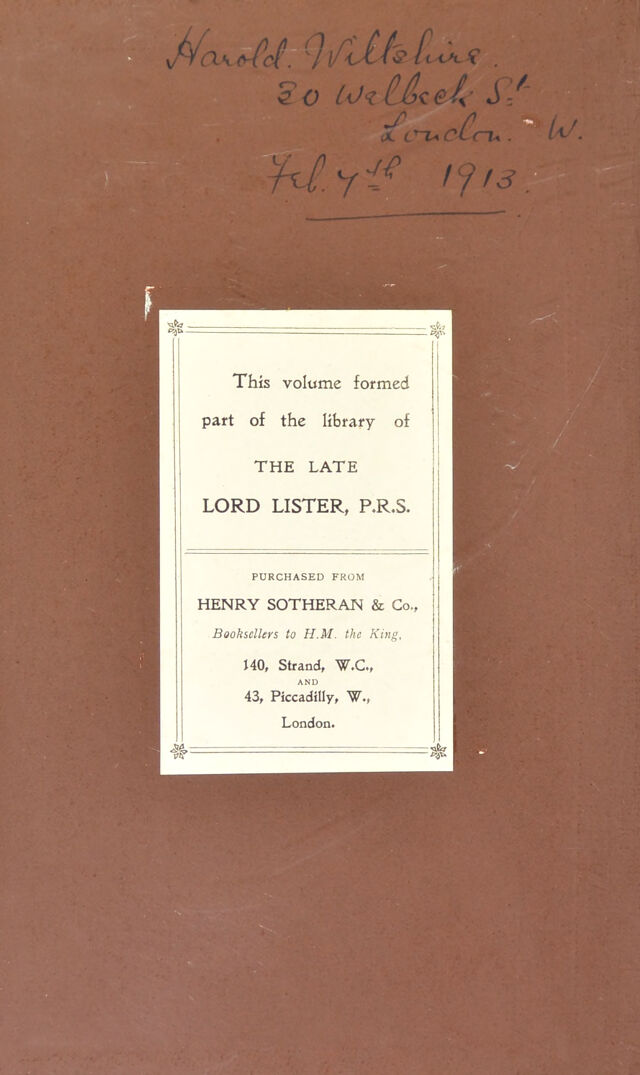 Harold. Wiltshire.
20 Welbeck St.
London. W.
Feb. 7th 1913.
This volume formed
part of the library of
THE LATE
LORD LISTER, P.R.S.
PURCHASED FROM
HENRY SOTHERAN & Co.,
Booksellers to H.M. the King,
140, Strand, W.C.,
AND
43, Piccadilly, W.,
London.